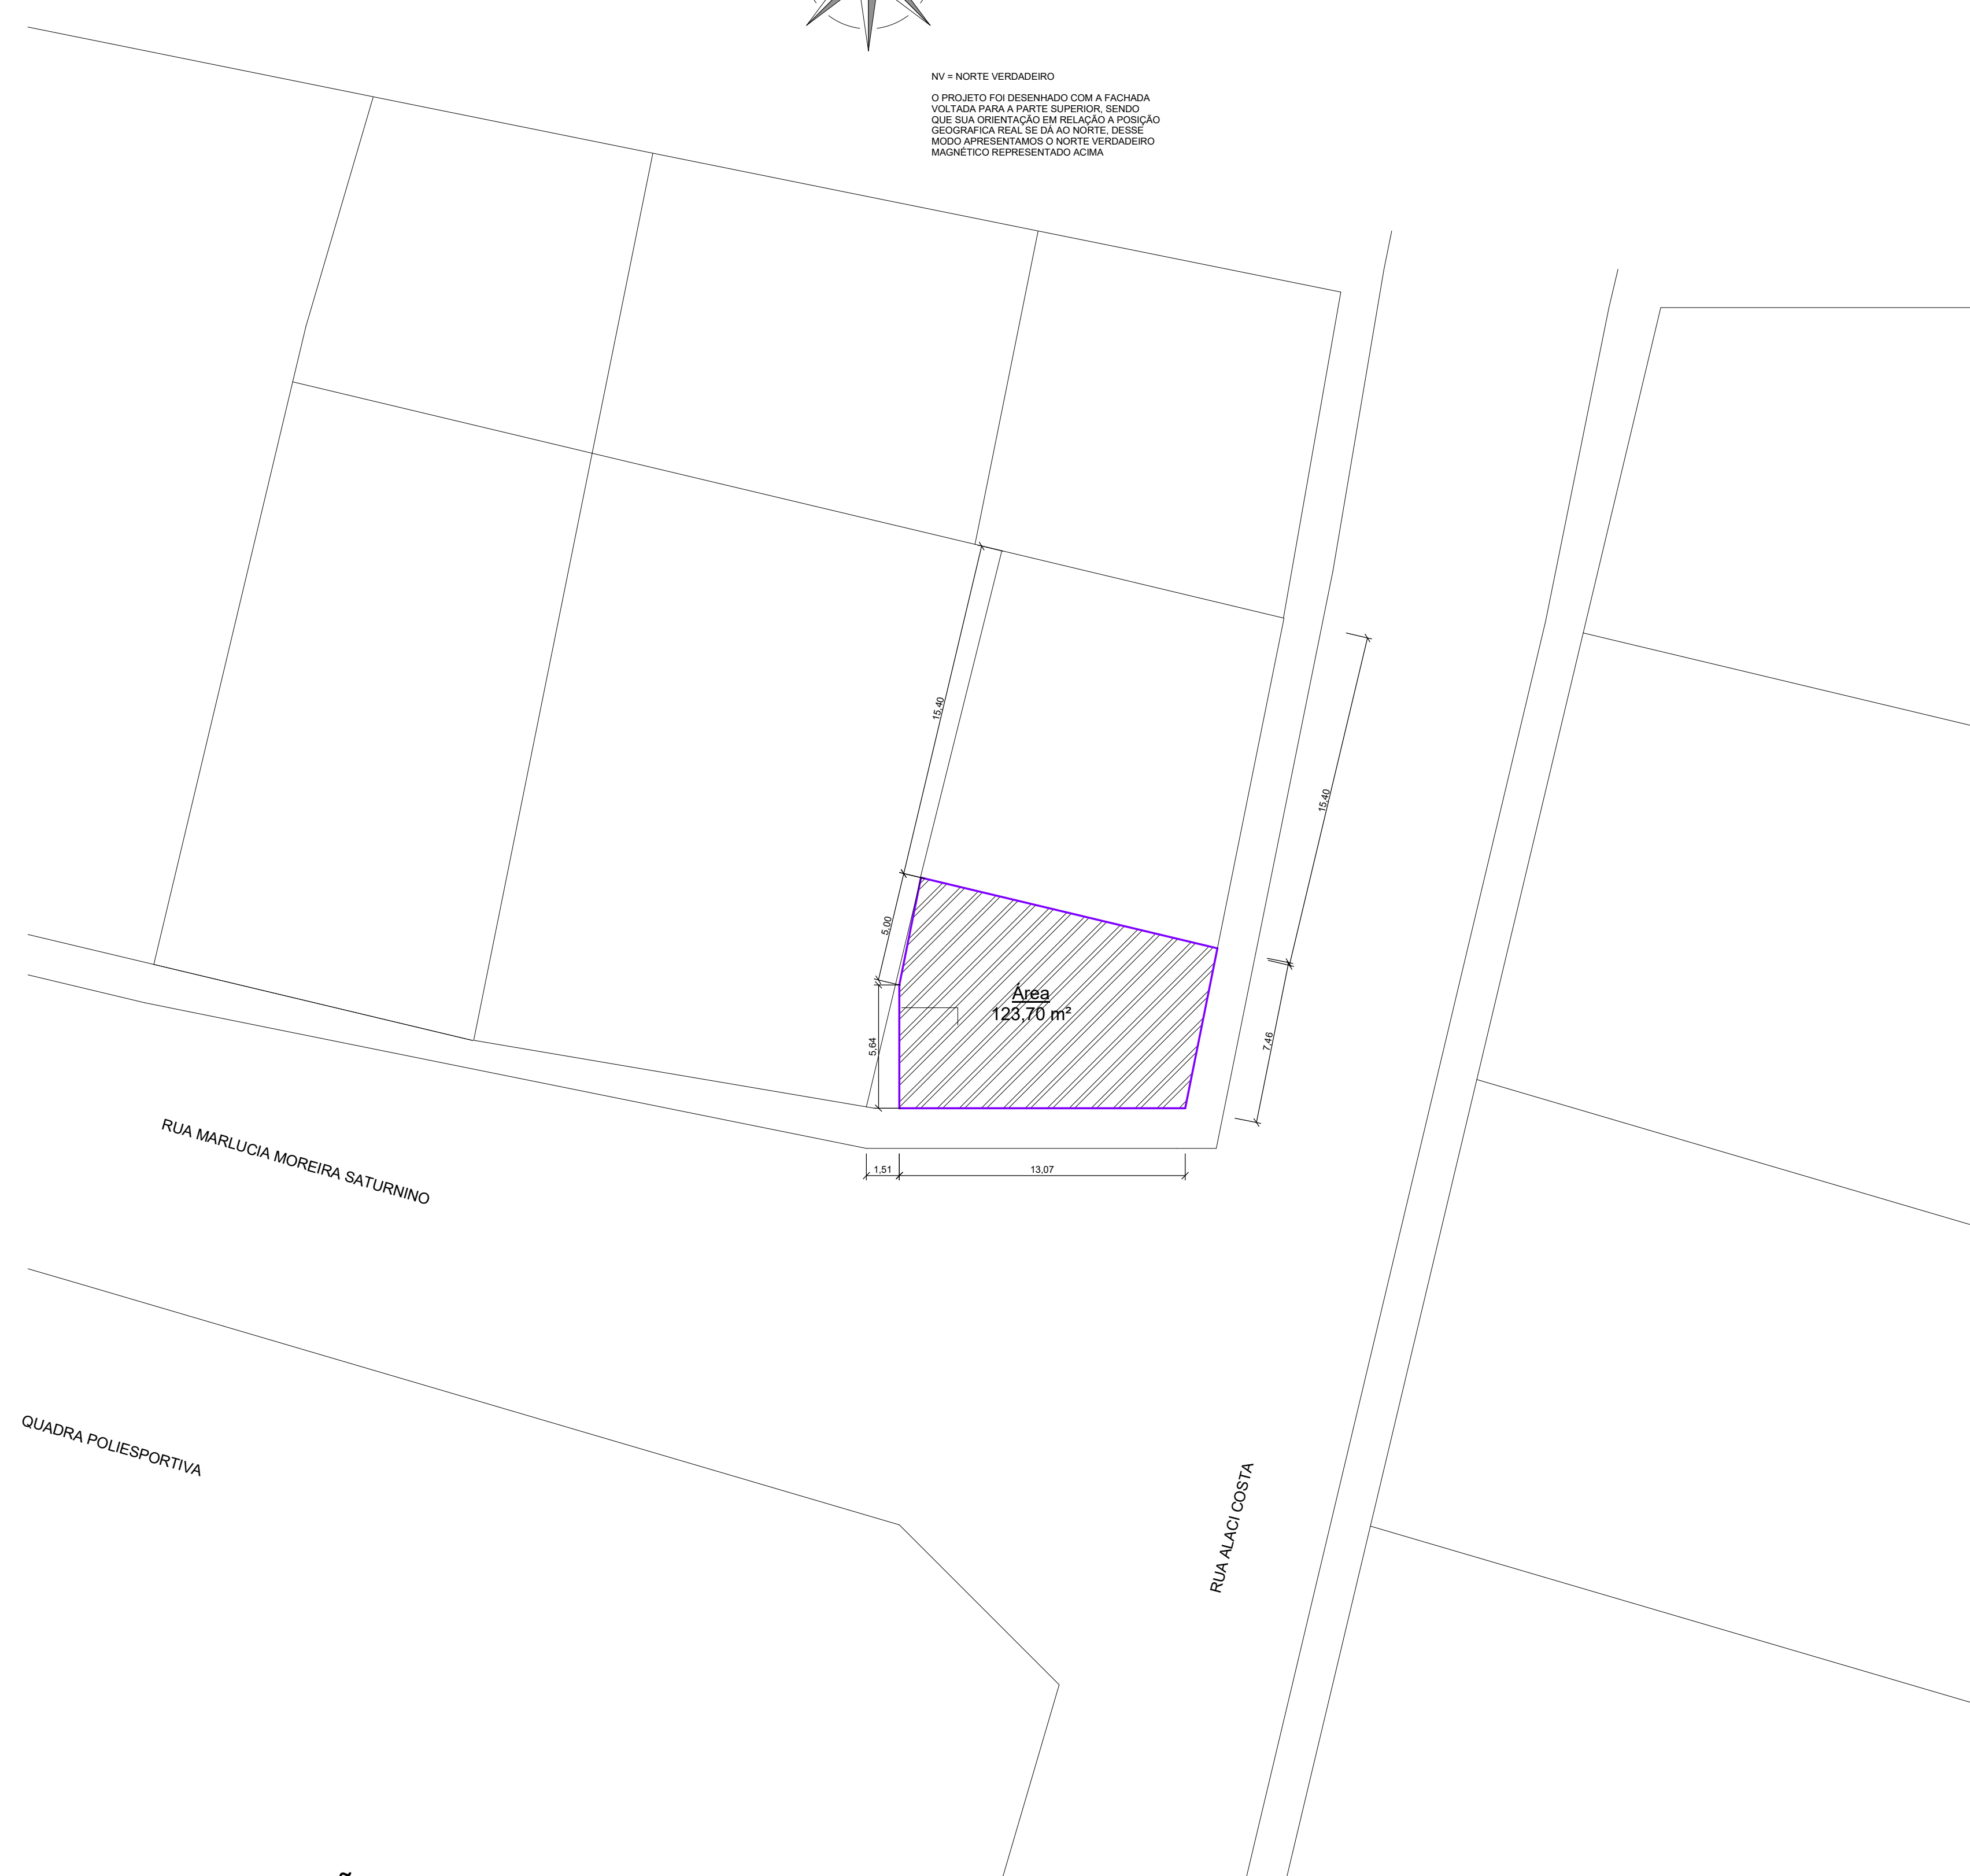 NV = NORTE VERDADEIRO
O PROJETO FOI DESENHADO COM A FACHADA
VOLTADA PARA A PARTE SUPERIOR, SENDO
QUE SUA ORIENTAÇÃO EM RELAÇÃO A POSIÇÃO
GEOGRAFICA REAL SE DÁ AO NORTE, DESSE
MODO APRESENTAMOS O NORTE VERDADEIRO
MAGNÉTICO REPRESENTADO ACIMA
15,40
15,40
5,00
Área
123,70 m²
5,64
7,46
1,51
13,07
RUA MARLUCIA MOREIRA SATURNINO
QUADRA POLIESPORTIVA
RUA ALACI COSTA